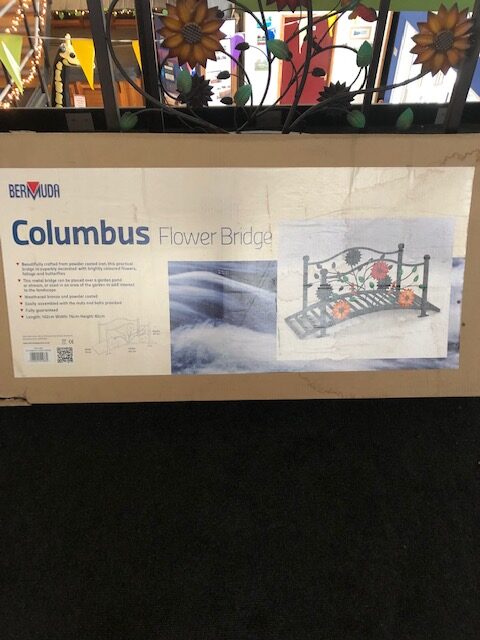 BERMUDA
Columbus Flower Bridge
Beautifully crafted from powder coated iron this practical
bridge is superbly decorated with brightly coloured flowers,
foliage and butterflies
This metal bridge can be placed over a garden pond
or stream, or used in an area of the garden to add interest
to the landscape
Weathered bronze and powder coated
Easily assembled with the nuts and bolts provided
Fully guaranteed